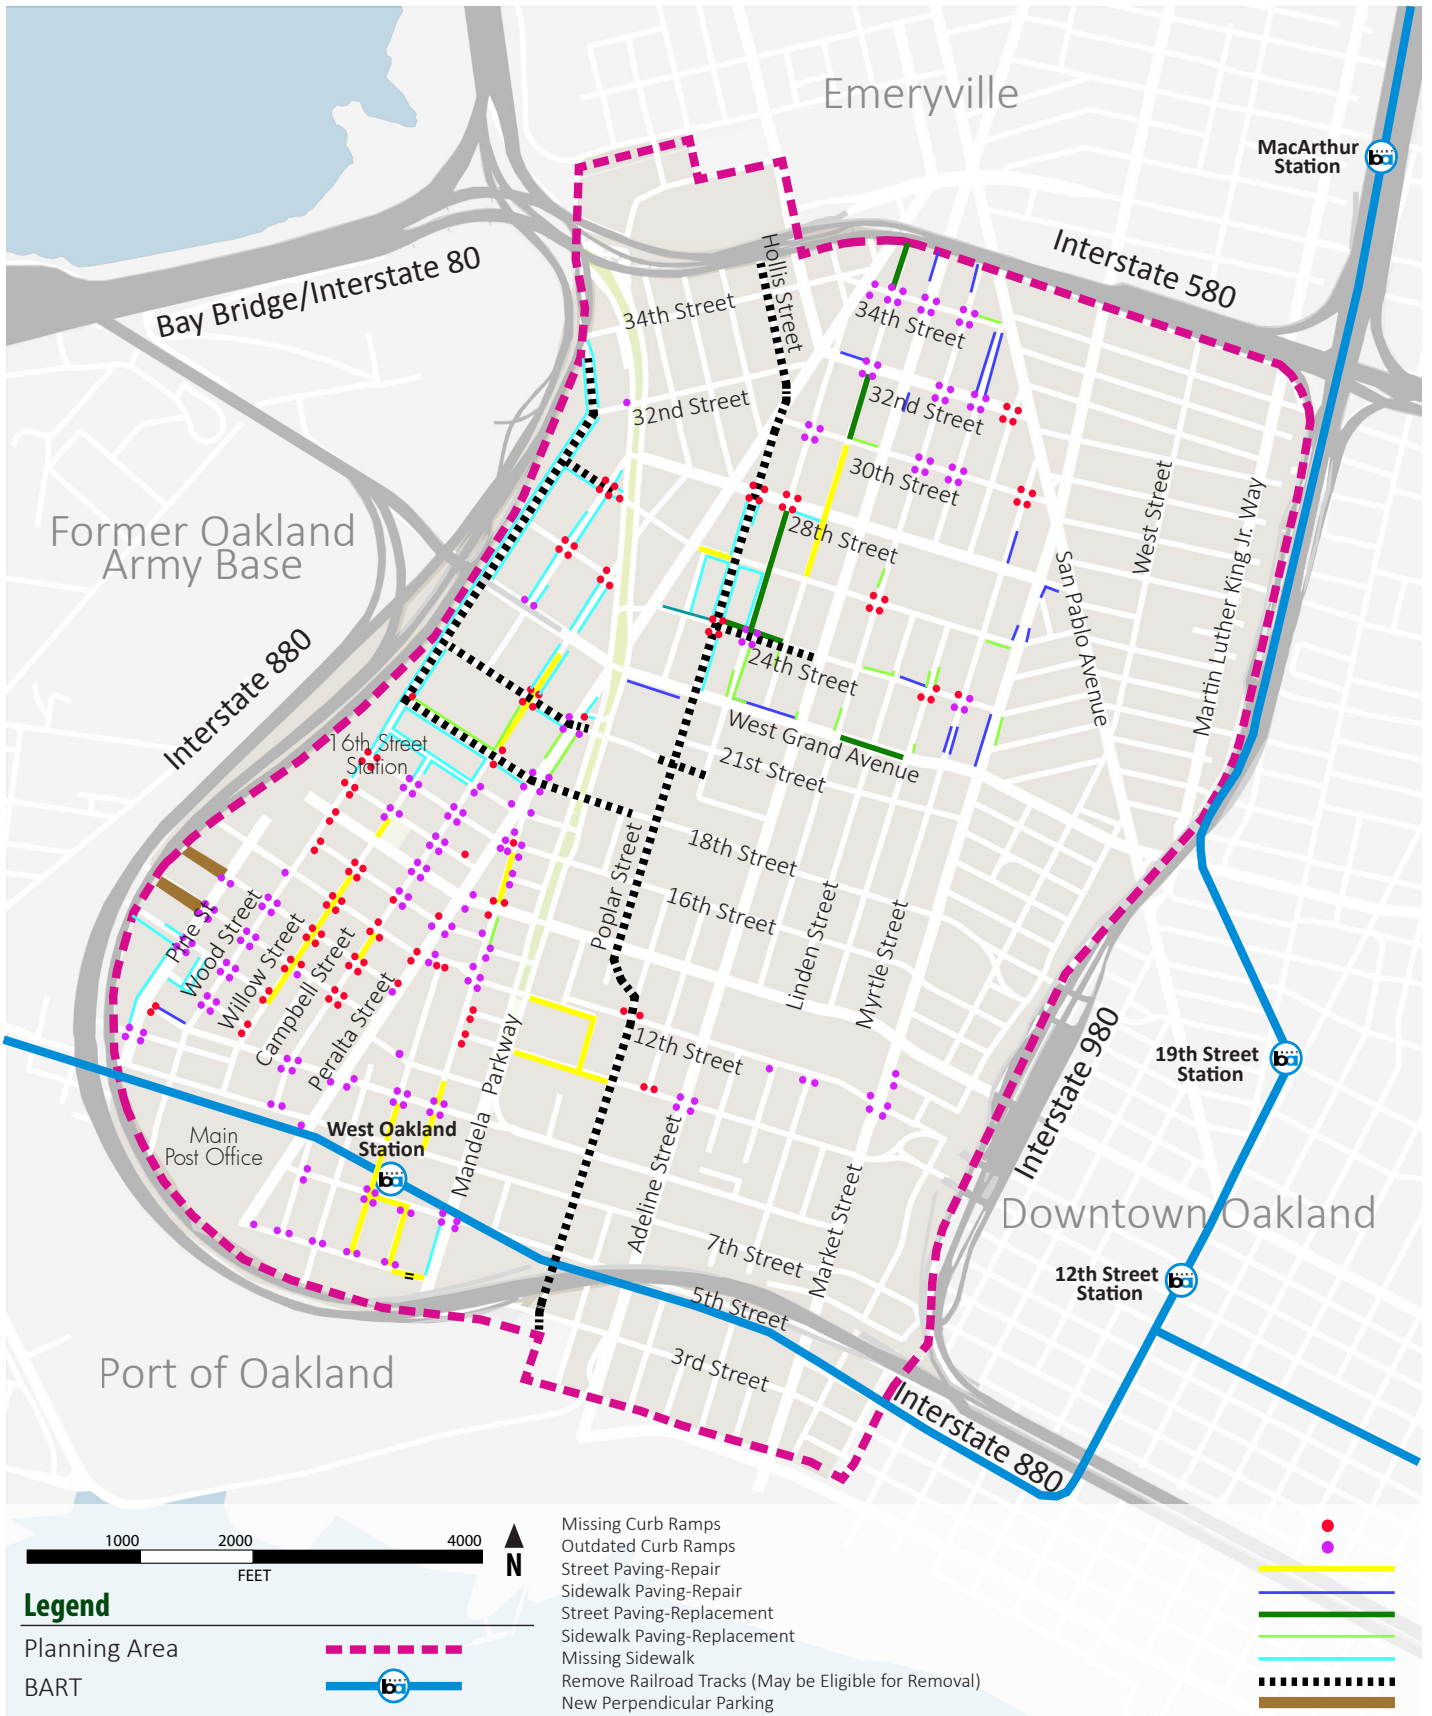 Emeryville
MacArthur
Station
Bay Bridge/Interstate 80
Interstate 580
Hollis Street
34th Street
34th Street
32nd Street
32nd Street
30th Street
28th Street
Former Oakland
Army Base
West Street
Martin Luther King Jr. Way
San Pablo Avenue
Interstate 880
24th Street
West Grand Avenue
16th Street
Station
21st Street
18th Street
16th Street
Poplar Street
Linden Street
Myrtle Street
Pine St
Wood Street
Willow Street
Campbell Street
Peralta Street
Mandela Parkway
12th Street
Interstate 980
19th Street
Station
Main
Post Office
West Oakland
Station
Adeline Street
Market Street
7th Street
5th Street
3rd Street
Downtown Oakland
12th Street
Station
Port of Oakland
Interstate 880
1000
2000
4000
FEET
N
Legend
Planning Area
BART
Missing Curb Ramps
Outdated Curb Ramps
Street Paving-Repair
Sidewalk Paving-Repair
Street Paving-Replacement
Sidewalk Paving-Replacement
Missing Sidewalk
Remove Railroad Tracks (May be Eligible for Removal)
New Perpendicular Parking
ba
ba
ba
ba
ba